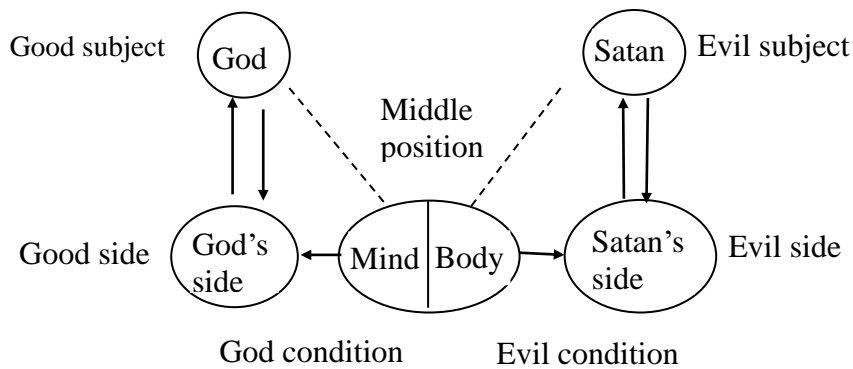 Good subject
God
Satan
Evil subject
Middle
position
Good side
God’s
side
Mind
Body
Satan’s
side
Evil side
God condition
Evil condition